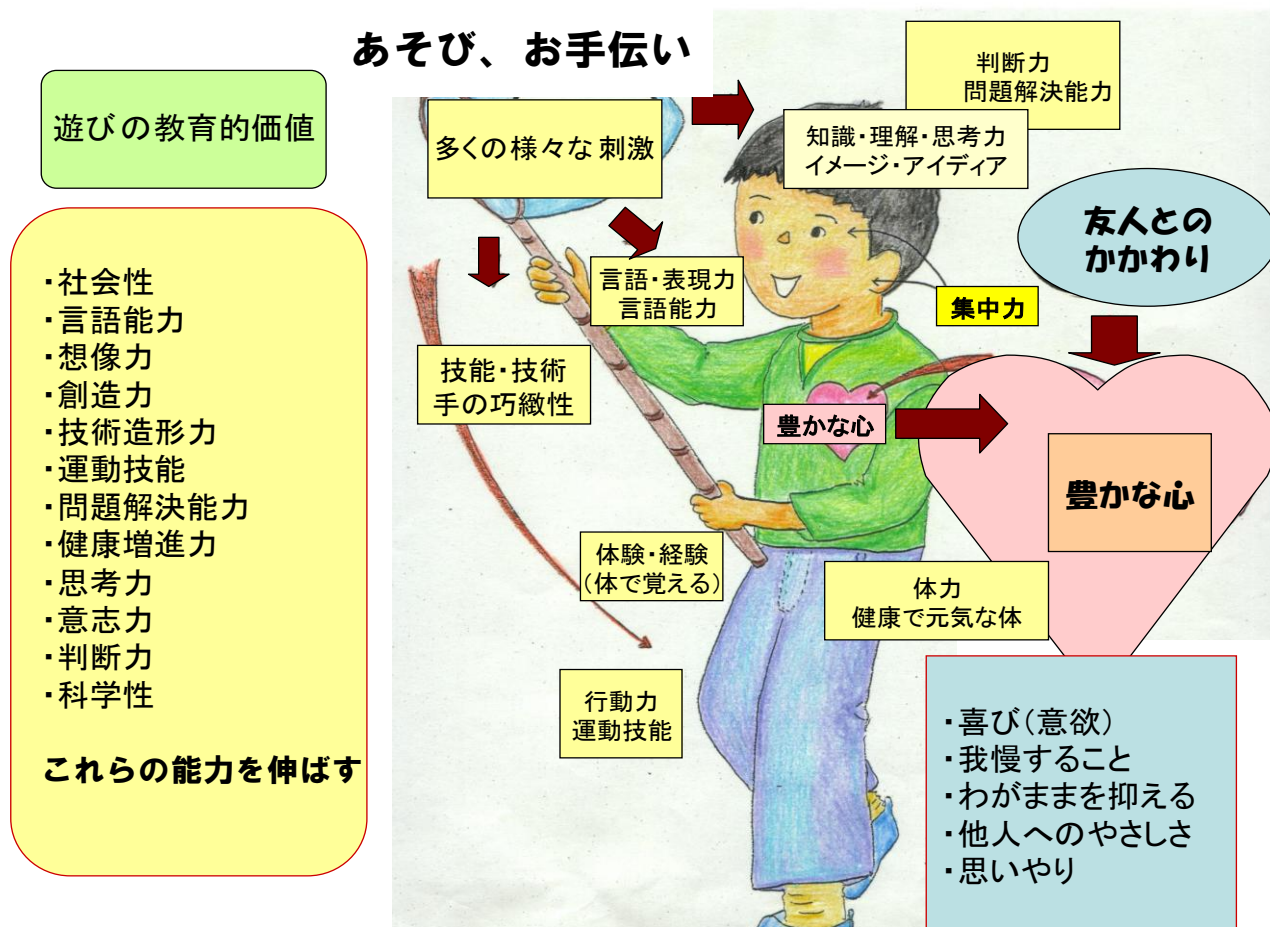 あそび、お手伝い
遊びの教育的価値
・社会性
・言語能力
・想像力
・創造力
・技術造形力
・運動技能
・問題解決能力
・健康増進力
・思考力
・意志力
・判断力
・科学性
これらの能力を伸ばす
多くの様々な刺激
判断力
問題解決能力
知識・理解・思考力
イメージ・アイディア
友人との
かかわり
言語・表現力
言語能力
集中力
技能・技術
手の巧緻性
豊かな心
豊かな心
体験・経験
(体で覚える)
体力
健康で元気な体
行動力
運動技能
・喜び(意欲)
・我慢すること
・わがままを抑える
・他人へのやさしさ
・思いやり